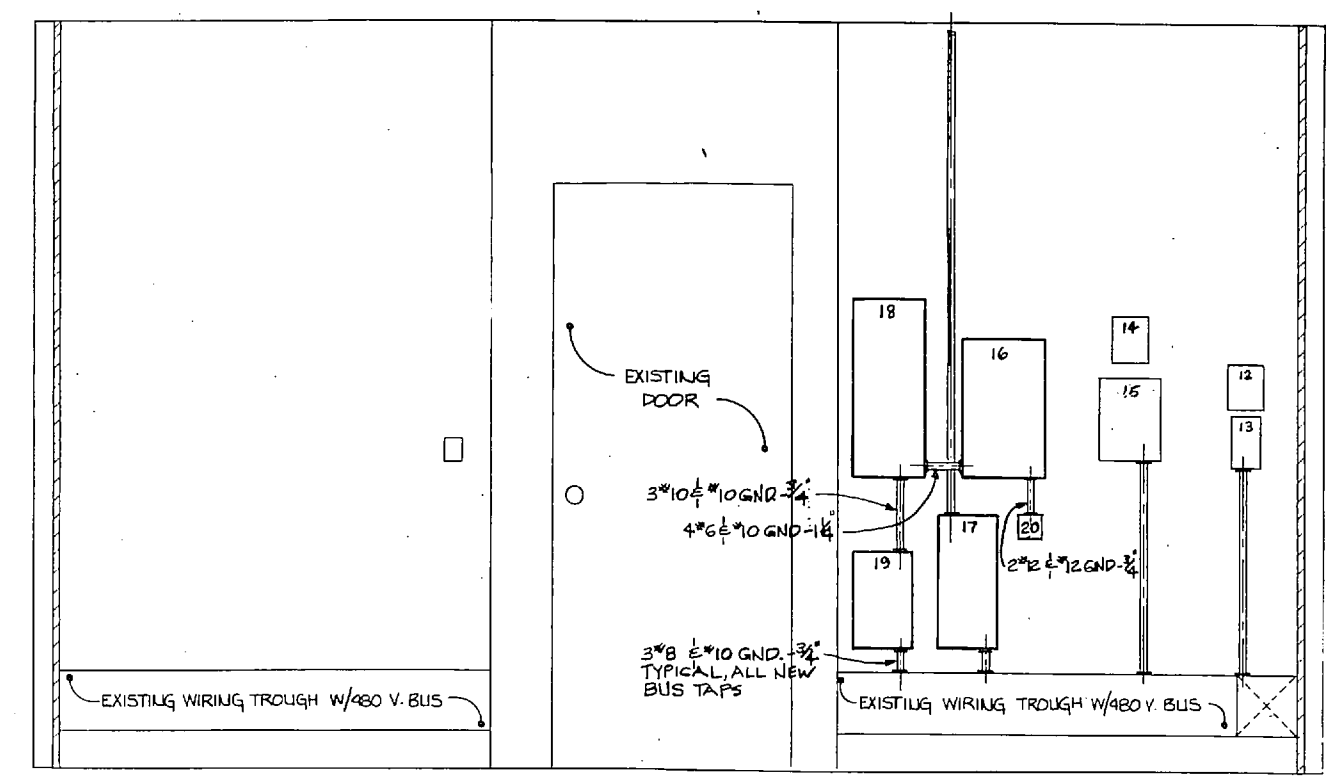 18
14
16
EXISTING
DOOR
15
12
13
3#10 & #10 GND-3/4"
4#6 & #10 GND-1 1/4"
17
20
19
2#12 & #12 GND-3/4"
3#8 & #10 GND.-3/4"
TYPICAL, ALL NEW
BUS TAPS
EXISTING WIRING TROUGH W/480 V. BUS
EXISTING WIRING TROUGH W/480 V. BUS